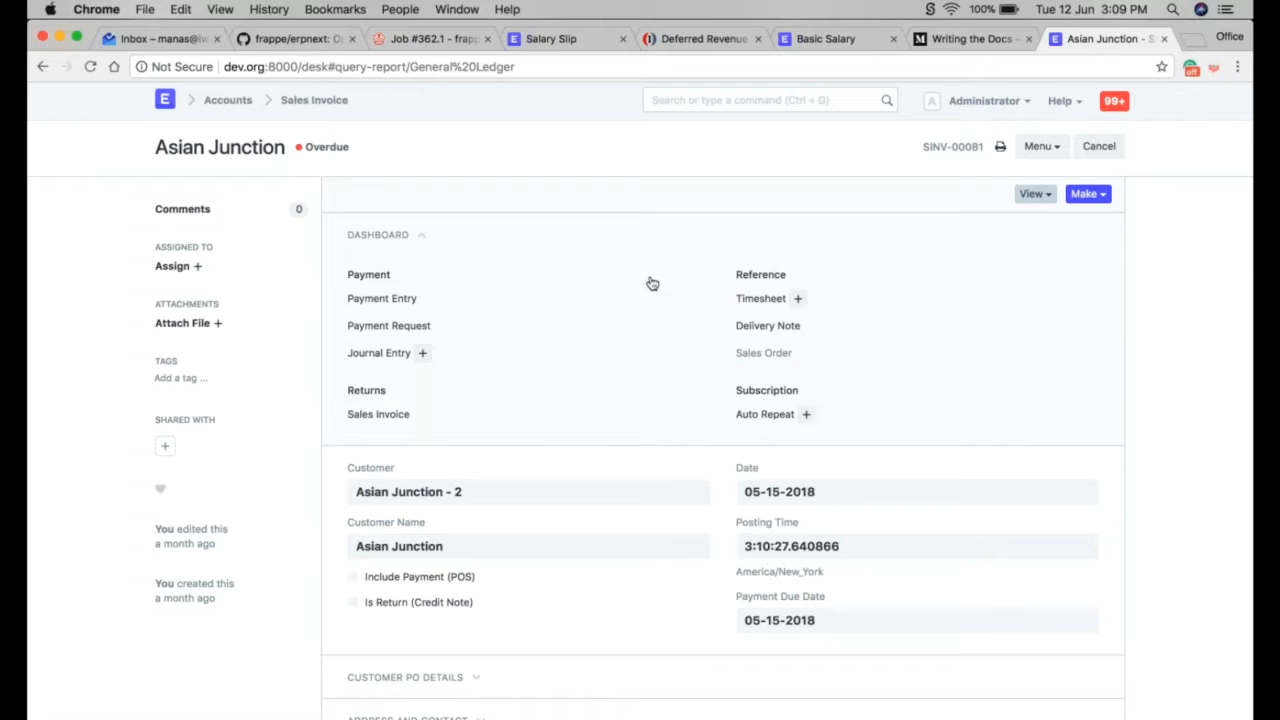 Chrome File Edit View History Bookmarks People Window Help 100% Tue 12 Jun 3:09 PM
Inbox – manas@iw × frappe/erpnext: Op × Job #362.1 - frapp × Salary Slip × Deferred Revenue × Basic Salary × Writing the Docs – × Asian Junction - S × Office
Not Secure dev.org:8000/desk#query-report/General%20Ledger off
E Accounts Sales Invoice Search or type a command (Ctrl + G) A Administrator Help 99+
Asian Junction Overdue SINV-00081 Menu Cancel
View Make
Comments 0
ASSIGNED TO
Assign +
ATTACHMENTS
Attach File +
TAGS
Add a tag ...
SHARED WITH
+
You edited this
a month ago
You created this
a month ago
DASHBOARD
Payment
Payment Entry
Payment Request
Journal Entry +
Returns
Sales Invoice
Reference
Timesheet +
Delivery Note
Sales Order
Subscription
Auto Repeat +
Customer
Asian Junction - 2
Customer Name
Asian Junction
Include Payment (POS)
Is Return (Credit Note)
Date
05-15-2018
Posting Time
3:10:27.640866
America/New_York
Payment Due Date
05-15-2018
CUSTOMER PO DETAILS
ADDRESS AND CONTACT